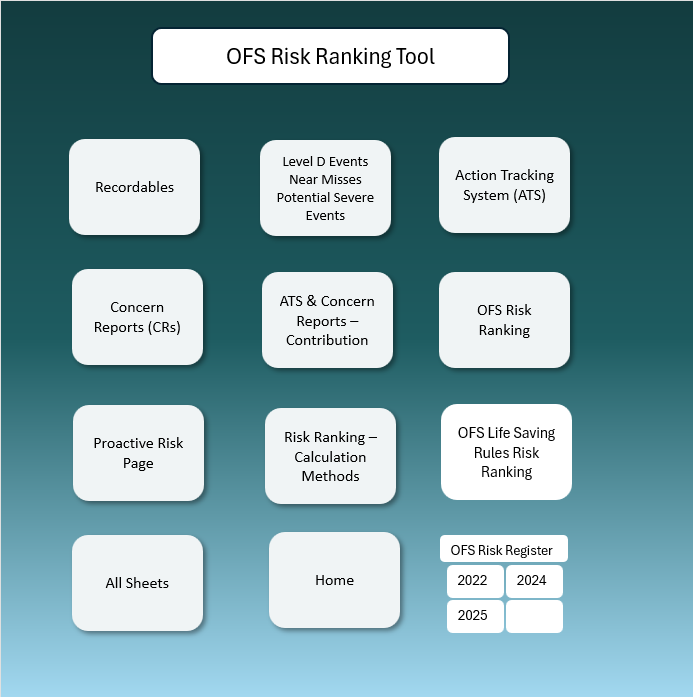 OFS Risk Ranking Tool
Recordables
Level D Events
Near Misses
Potential Severe
Events
Action Tracking
System (ATS)
Concern
Reports (CRs)
ATS & Concern
Reports –
Contribution
OFS Risk
Ranking
Proactive Risk
Page
Risk Ranking –
Calculation
Methods
OFS Life Saving
Rules Risk
Ranking
All Sheets
Home
OFS Risk Register
2022
2024
2025